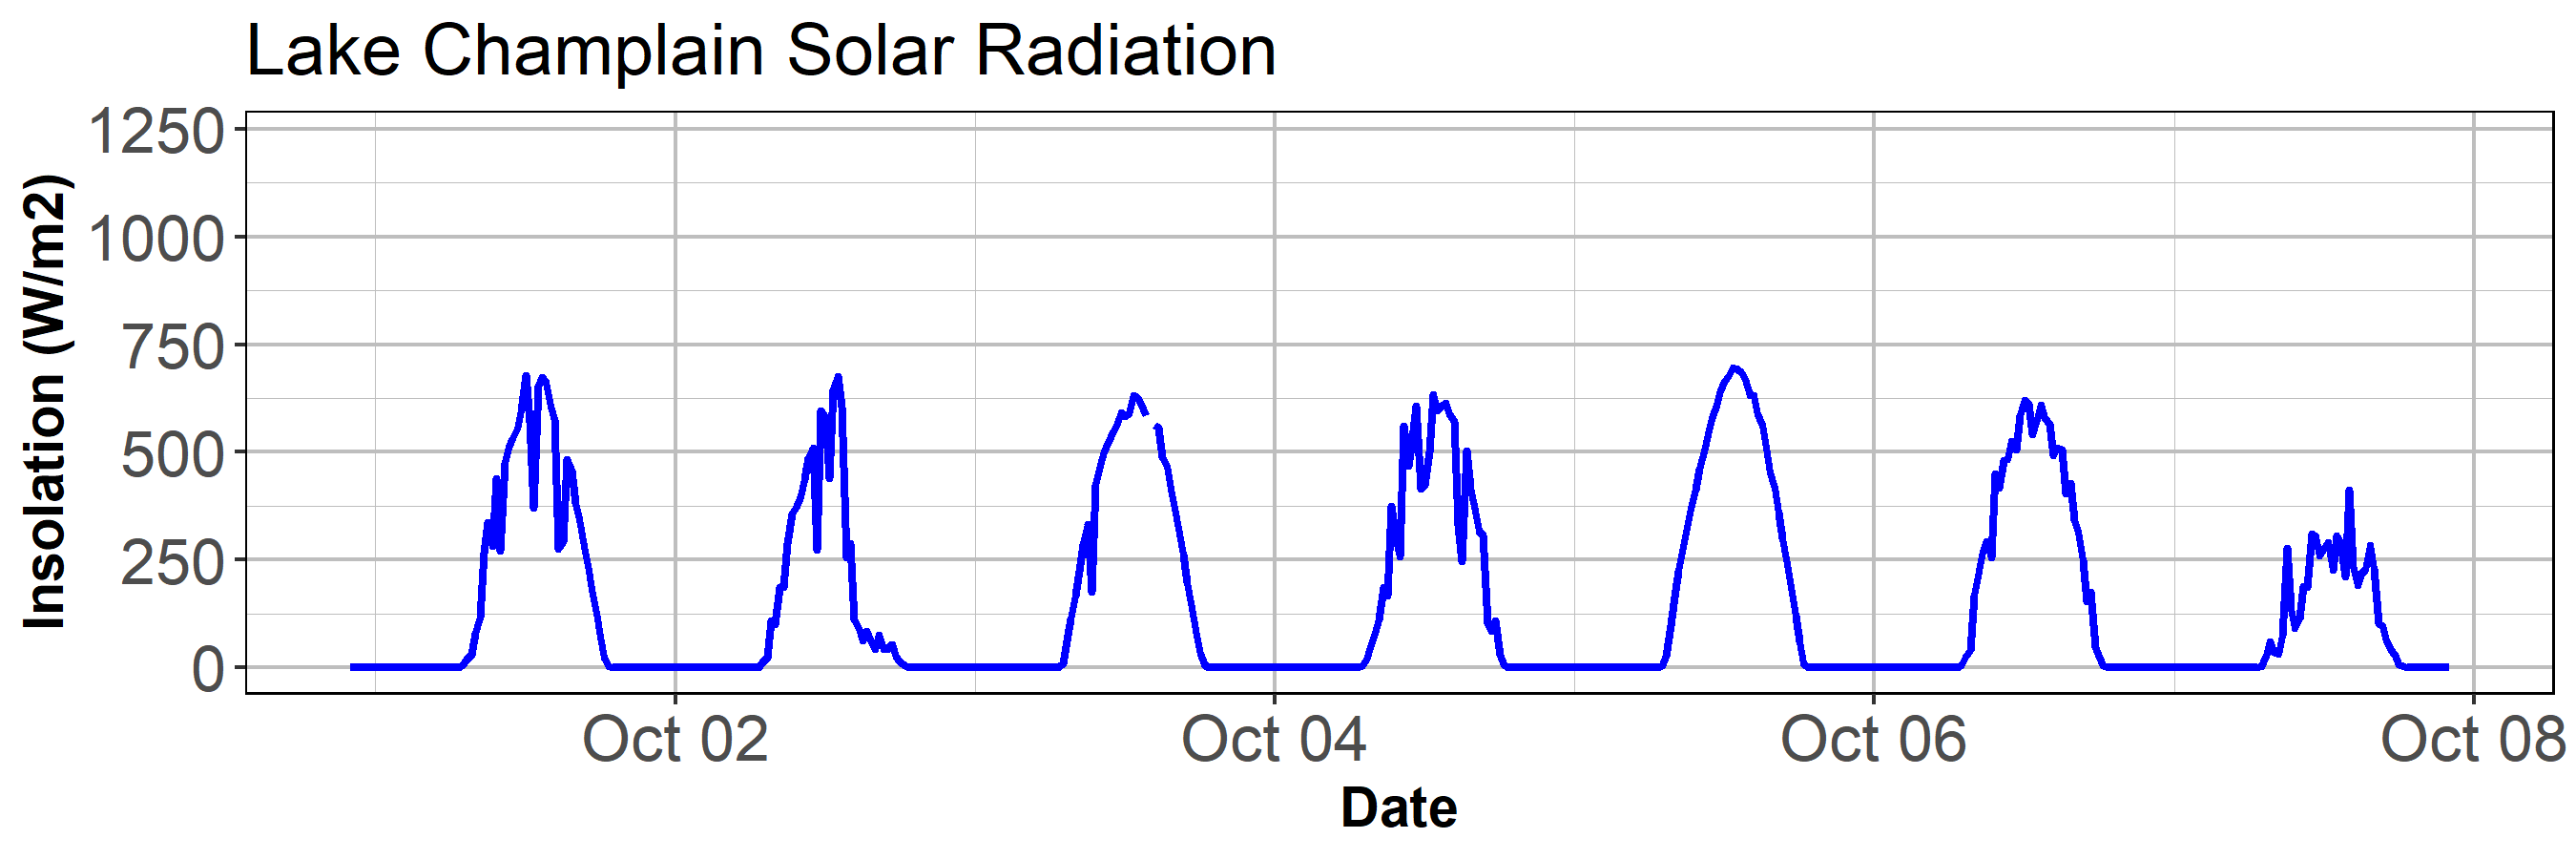 Lake Champlain Solar Radiation
Insolation (W/m2)
1250
1000
750
500
250
0
Oct 02 Oct 04 Oct 06 Oct 08
Date